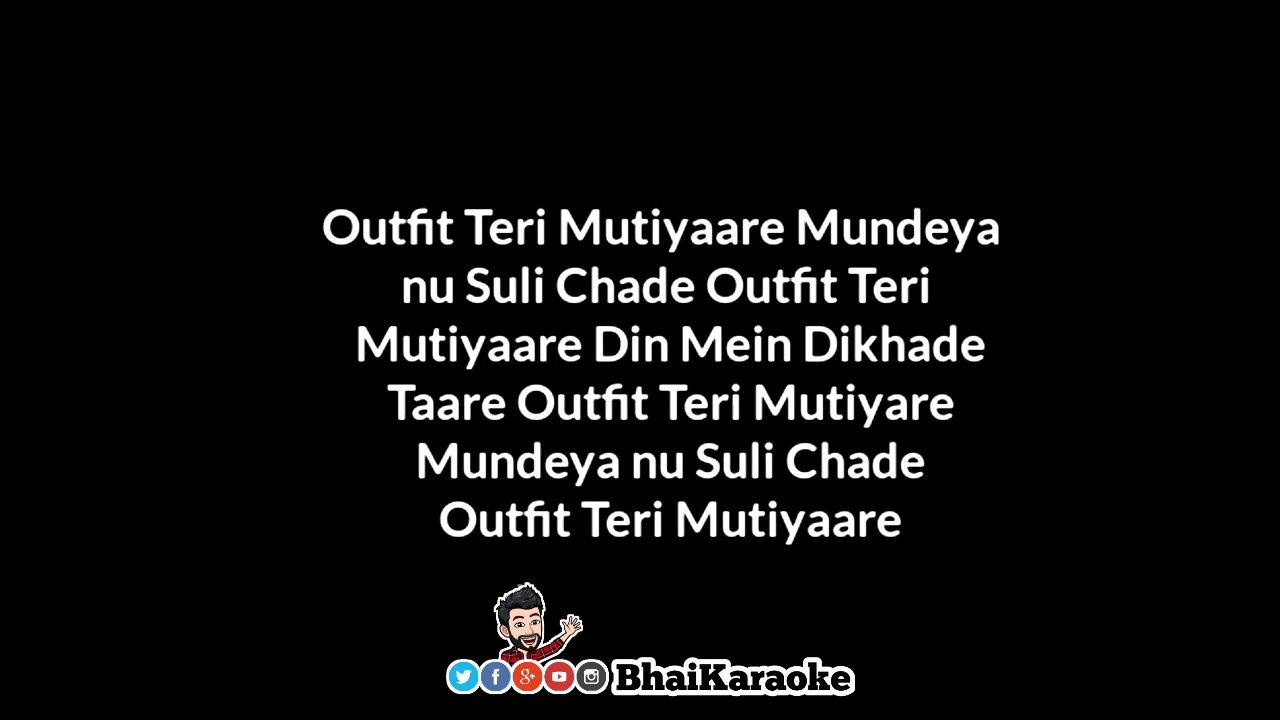 Outfit Teri Mutiyaare Mundeya
nu Suli Chade Outfit Teri
Mutiyaare Din Mein Dikhade
Taare Outfit Teri Mutiyare
Mundeya nu Suli Chade
Outfit Teri Mutiyaare
BhaiKaraoke